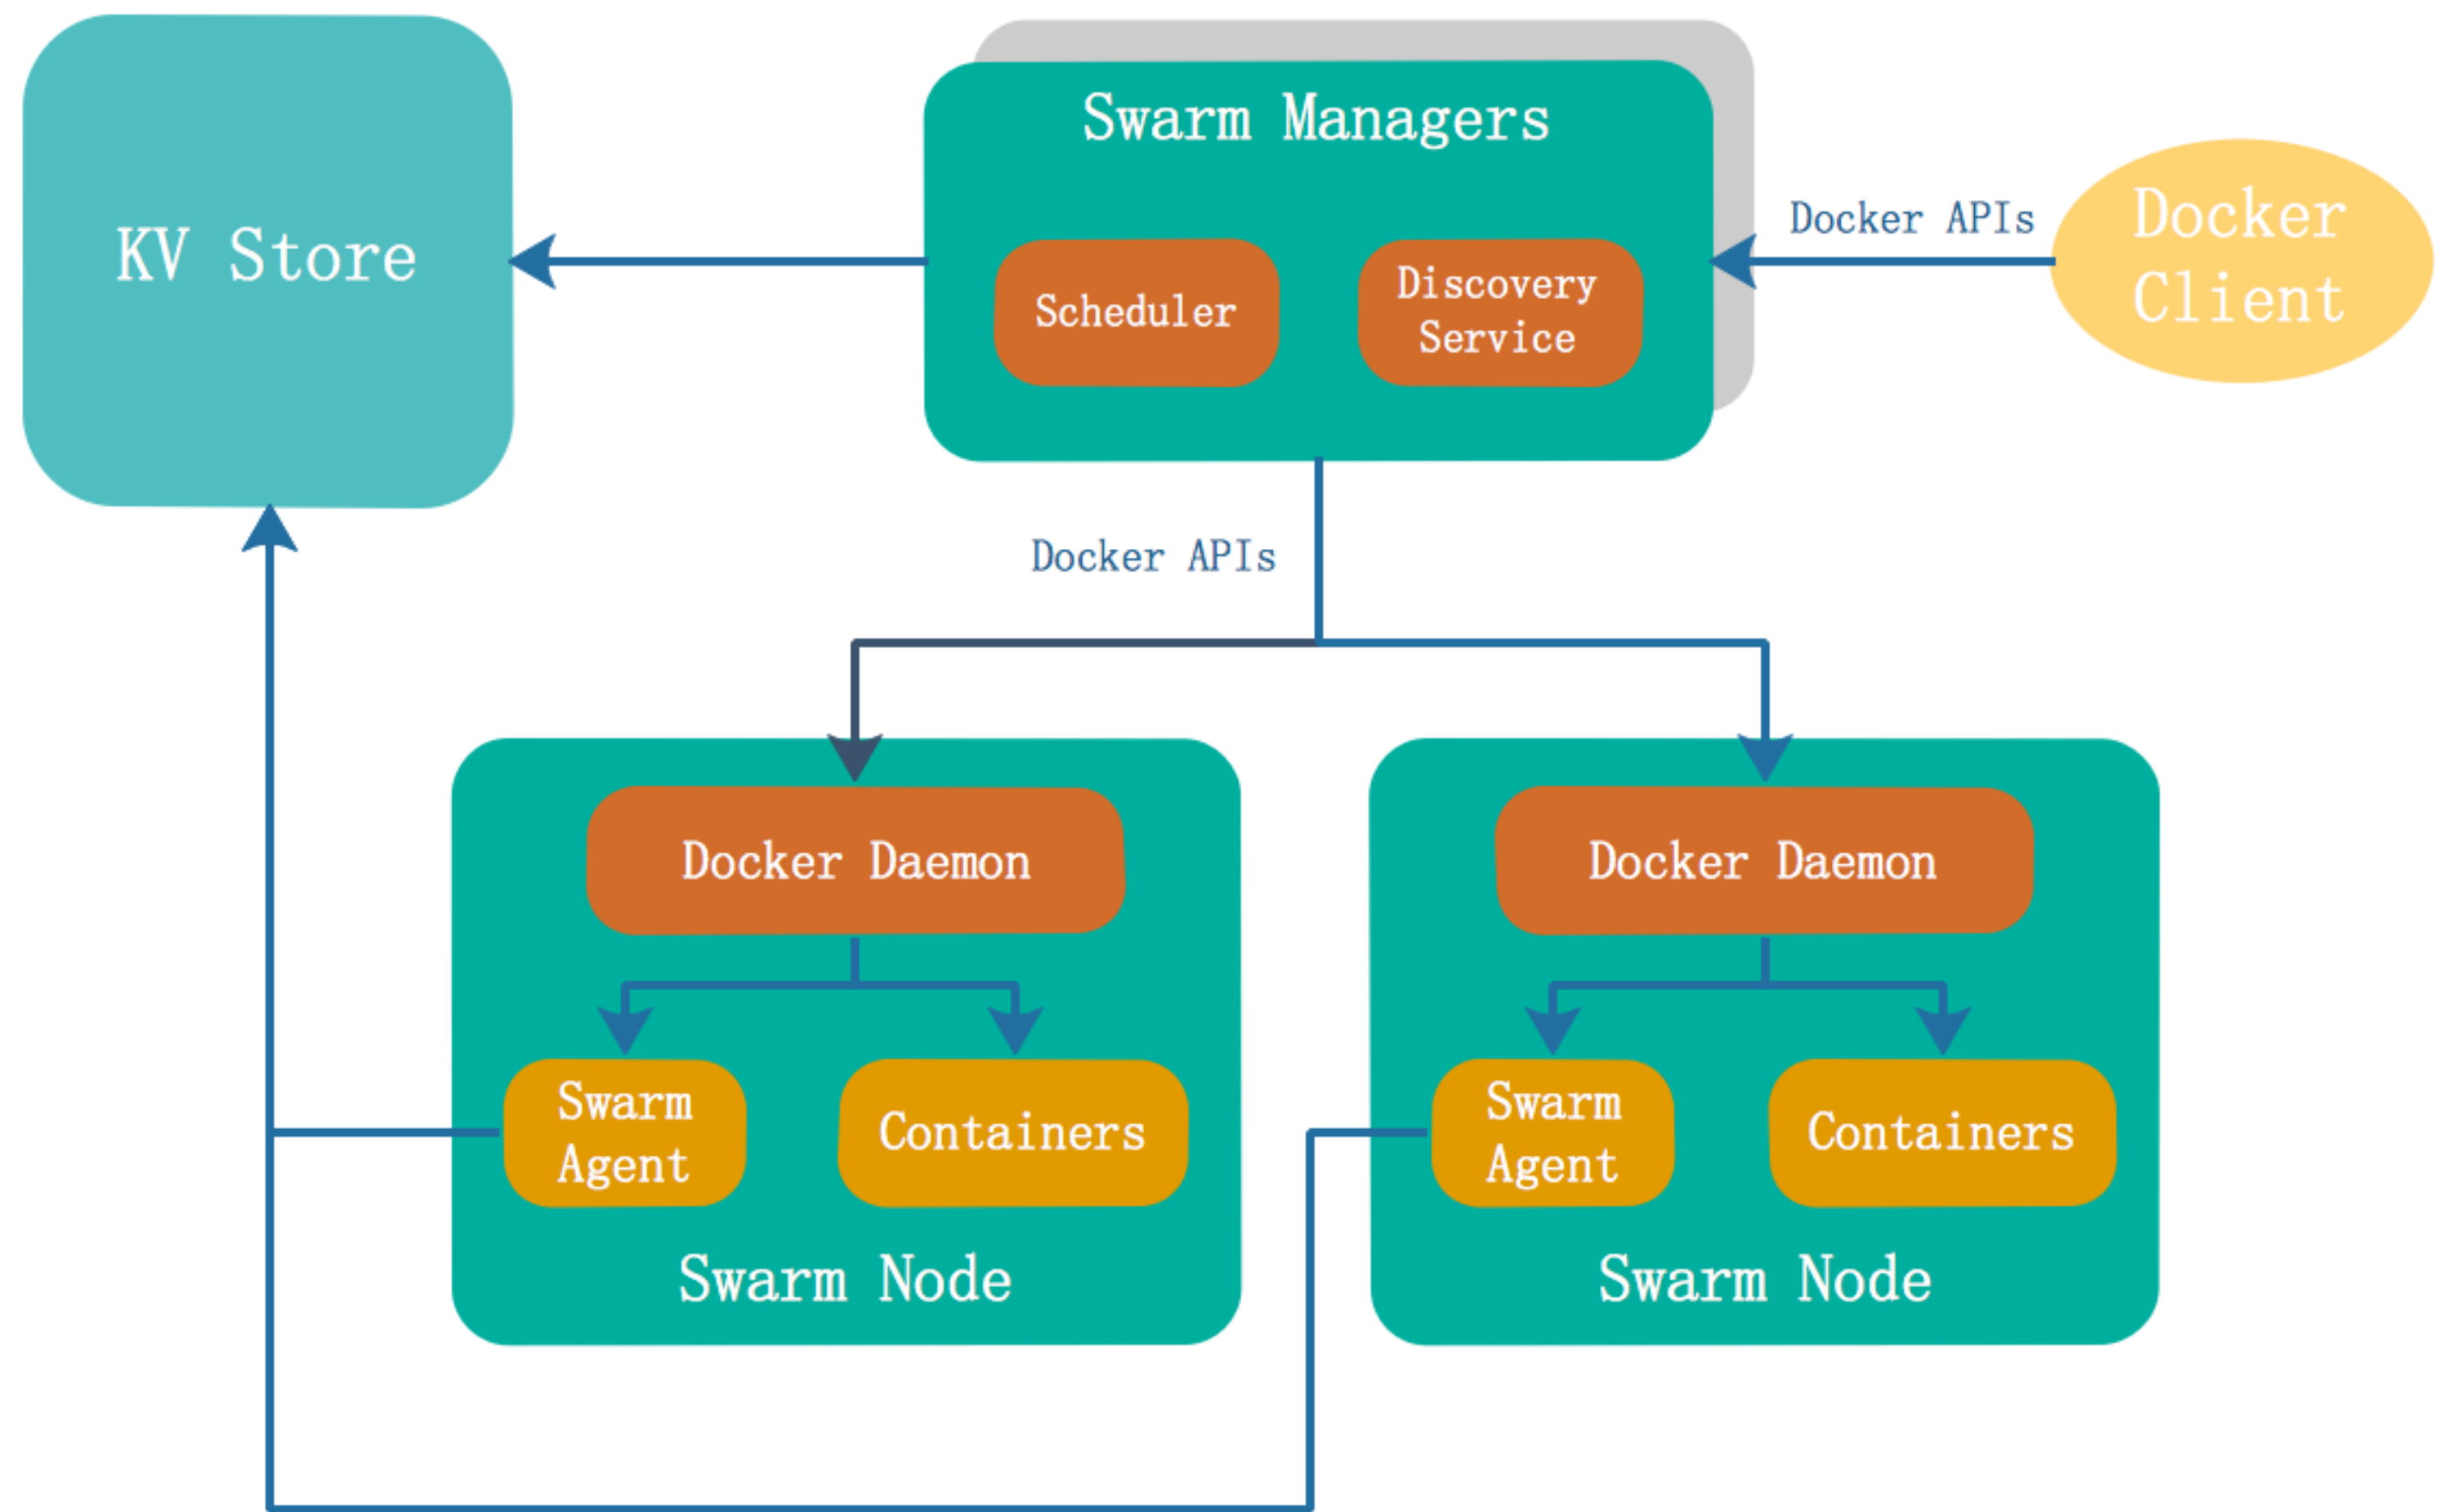 Swarm Managers
KV Store
Scheduler
Discovery
Service
Docker APIs
Docker
Client
Docker APIs
Docker Daemon
Swarm
Agent
Containers
Swarm Node
Docker Daemon
Swarm
Agent
Containers
Swarm Node